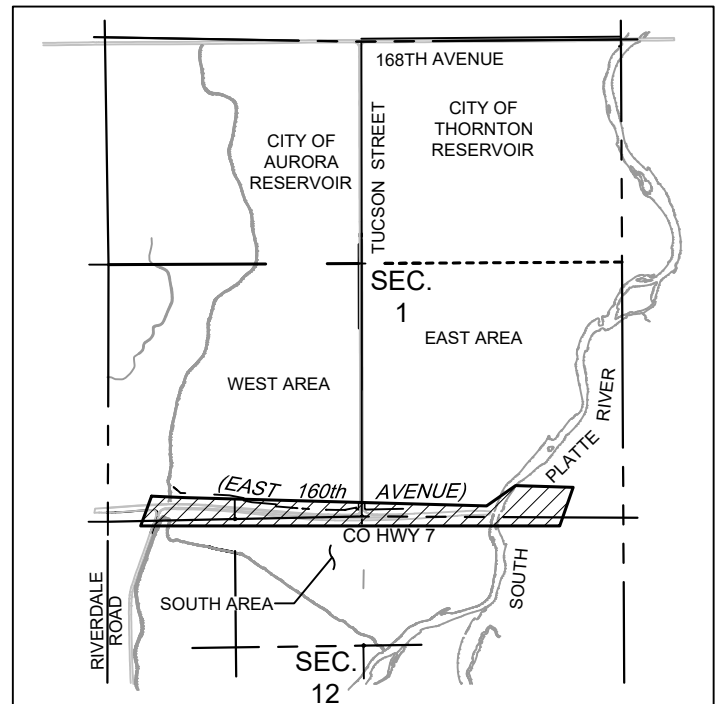 168TH AVENUE
CITY OF
AURORA
RESERVOIR
TUCSON STREET
CITY OF
THORNTON
RESERVOIR
SEC.
1
EAST AREA
WEST AREA
PLATTE RIVER
(EAST 160th AVENUE)
CO HWY 7
SOUTH AREA
SOUTH
RIVERDALE
ROAD
SEC.
12